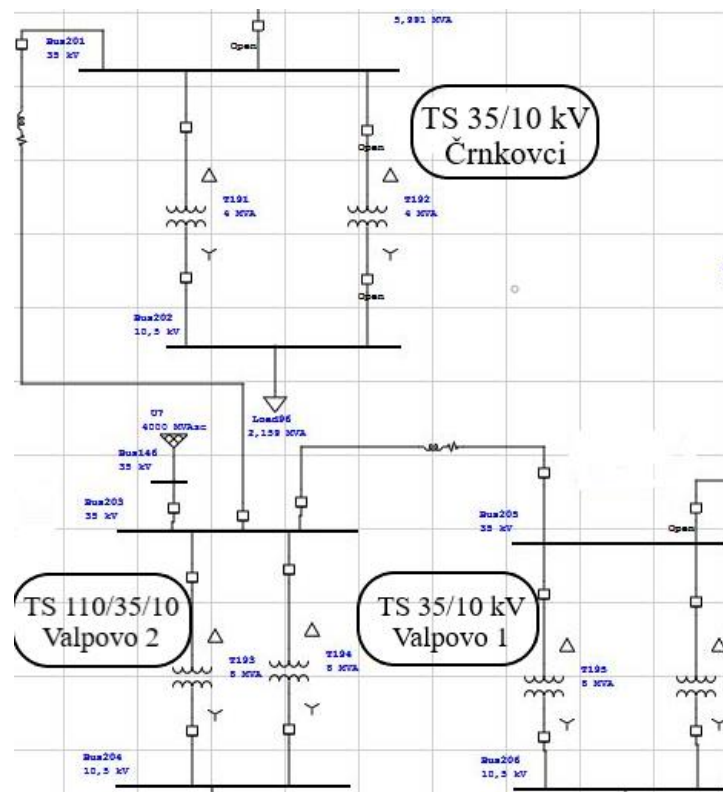 5,991 MVA
Bus201
35 kV
Open
TS 35/10 kV
Črnkovci
Open
T191
4 MVA
T192
4 MVA
Open
Bus202
10,5 kV
U7
4000 MVAsc
Load96
2,159 MVA
Bus146
35 kV
Bus203
35 kV
Bus205
35 kV
Open
TS 110/35/10
Valpovo 2
TS 35/10 kV
Valpovo 1
T193
8 MVA
T194
8 MVA
T195
8 MVA
Bus204
10,5 kV
Bus206
10,5 kV